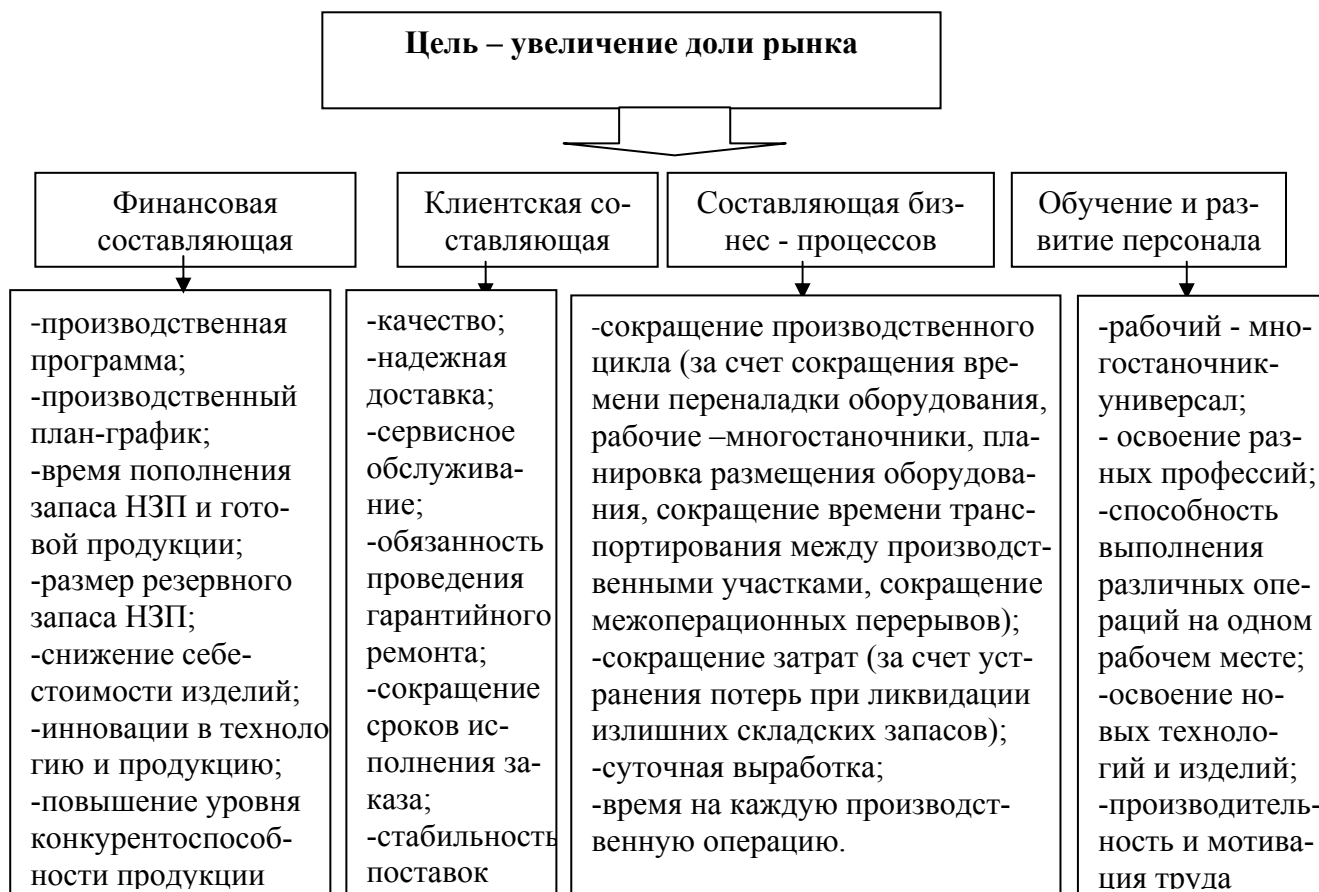 Цель – увеличение доли рынка
Финансовая
составляющая
Клиентская со-
ставляющая
Составляющая биз-
нес - процессов
Обучение и раз-
витие персонала
-производственная
программа;
-производственный
план-график;
-время пополнения
запаса НЗП и гото-
вой продукции;
-размер резервного
запаса НЗП;
-снижение себе-
стоимости изделий;
-инновации в техноло
гию и продукцию;
-повышение уровня
конкурентоспособ-
ности продукции
-качество;
-надежная
доставка;
-сервисное
обслужива-
ние;
-обязанность
проведения
гарантийного
ремонта;
-сокращение
сроков ис-
полнения за-
каза;
-стабильность
поставок
-сокращение производственного
цикла (за счет сокращения вре-
мени переналадки оборудования,
рабочие –многостаночники, пла-
нировка размещения оборудова-
ния, сокращение времени транс-
портирования между производст-
венными участками, сокращение
межоперационных перерывов);
-сокращение затрат (за счет уст-
ранения потерь при ликвидации
излишних складских запасов);
-суточная выработка;
-время на каждую производст-
венную операцию.
-рабочий - мно-
гостаночник-
универсал;
- освоение раз-
ных профессий;
-способность
выполнения
различных опе-
раций на одном
рабочем месте;
-освоение но-
вых техноло-
гий и изделий;
-производитель-
ность и мотива-
ция труда